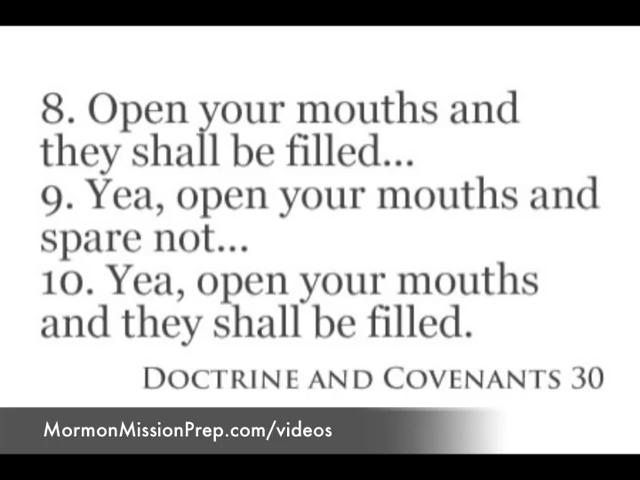 8. Open your mouths and
they shall be filled...
9. Yea, open your mouths and
spare not...
10. Yea, open your mouths
and they shall be filled.
Doctrine and Covenants 30
MormonMissionPrep.com/videos